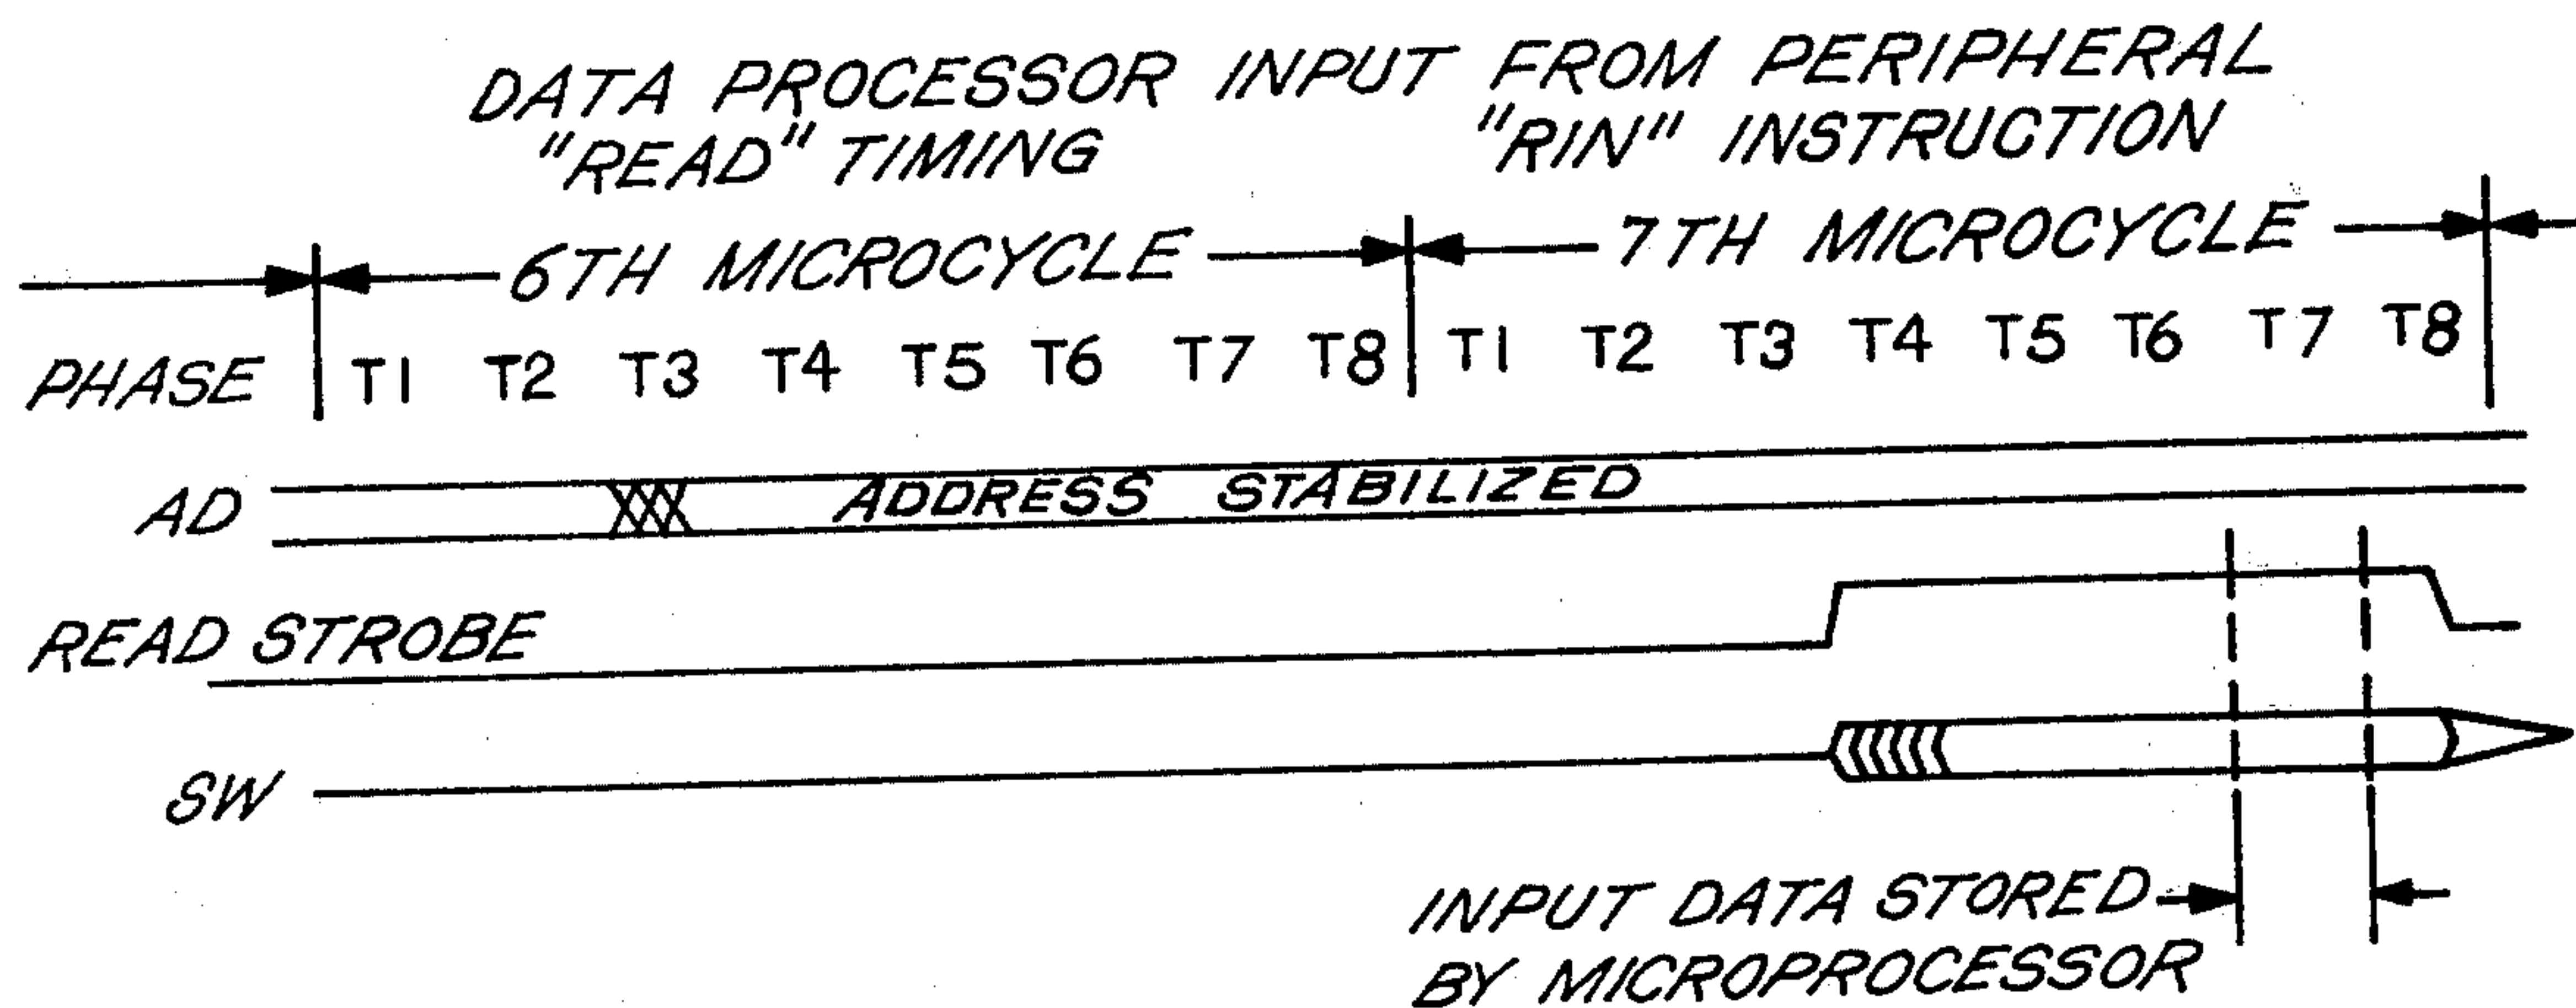 DATA PROCESSOR INPUT FROM PERIPHERAL
"READ" TIMING "RIN" INSTRUCTION
6TH MICROCYCLE 7TH MICROCYCLE
PHASE T1 T2 T3 T4 T5 T6 T7 T8 T1 T2 T3 T4 T5 T6 T7 T8
AD ADDRESS STABILIZED
READ STROBE
SW
INPUT DATA STORED
BY MICROPROCESSOR